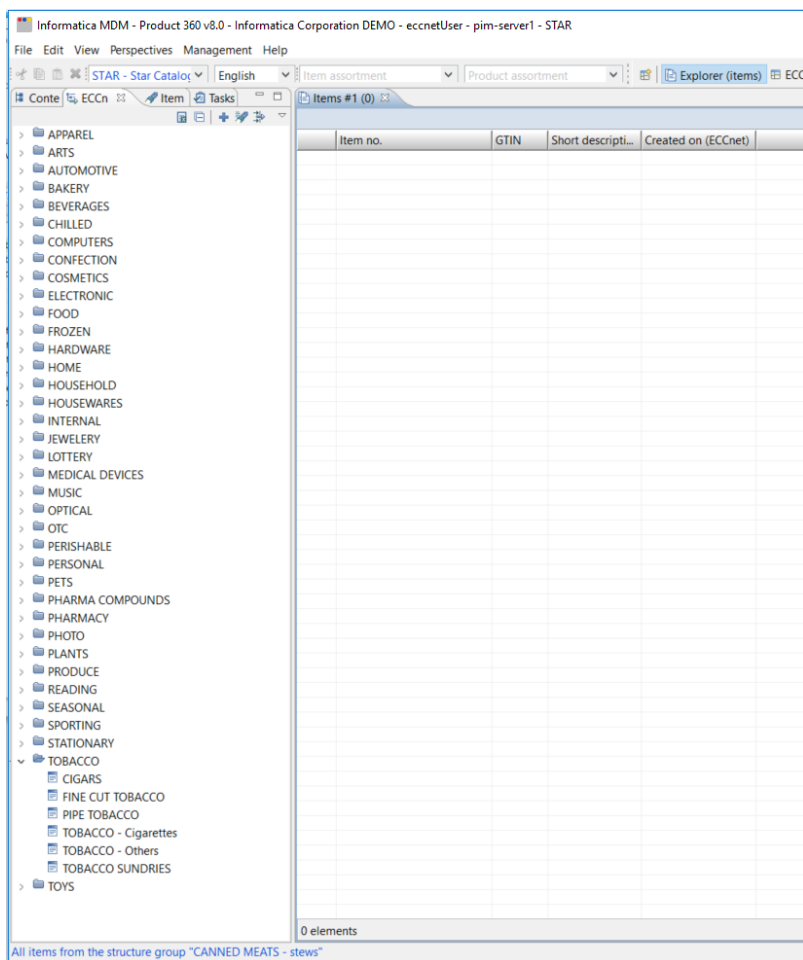 Informatica MDM - Product 360 v8.0 - Informatica Corporation DEMO - eccnetUser - pim-server1 - STAR
File Edit View Perspectives Management Help
STAR - Star Catalog English Item assortment Product assortment Explorer (items) ECC
Conte ECCn Item Tasks Items #1 (0)
Item no. GTIN Short descripti... Created on (ECCnet)
APPAREL
ARTS
AUTOMOTIVE
BAKERY
BEVERAGES
CHILLED
COMPUTERS
CONFECTION
COSMETICS
ELECTRONIC
FOOD
FROZEN
HARDWARE
HOME
HOUSEHOLD
HOUSEWARES
INTERNAL
JEWELERY
LOTTERY
MEDICAL DEVICES
MUSIC
OPTICAL
OTC
PERISHABLE
PERSONAL
PETS
PHARMA COMPOUNDS
PHARMACY
PHOTO
PLANTS
PRODUCE
READING
SEASONAL
SPORTING
STATIONARY
TOBACCO
CIGARS
FINE CUT TOBACCO
PIPE TOBACCO
TOBACCO - Cigarettes
TOBACCO - Others
TOBACCO SUNDRIES
TOYS
0 elements
All items from the structure group "CANNED MEATS - stews"